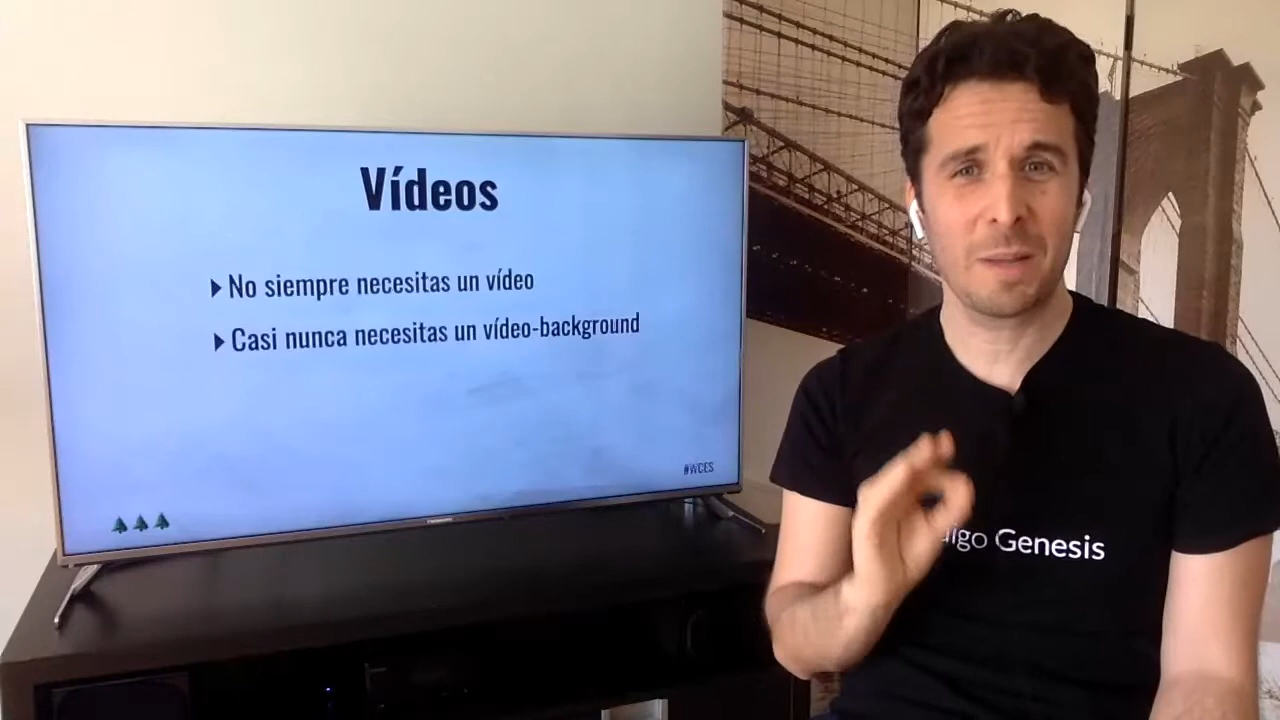 Vídeos
No siempre necesitas un vídeo
Casi nunca necesitas un vídeo-background
#WCES
Genesis